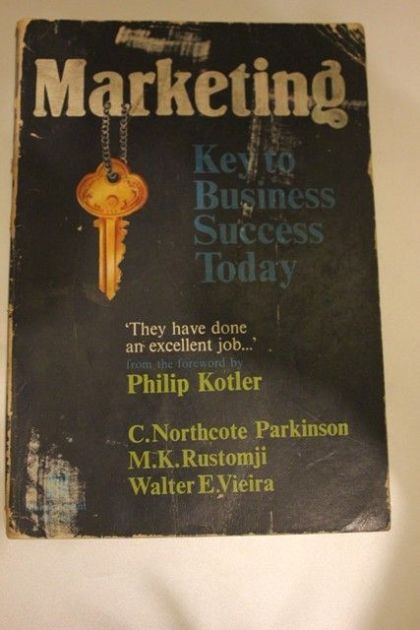 Marketing
Key to
Business
Success
Today
'They have done
an excellent job...'
from the foreword by
Philip Kotler
C.Northcote Parkinson
M.K.Rustomji
Walter E.Vieira